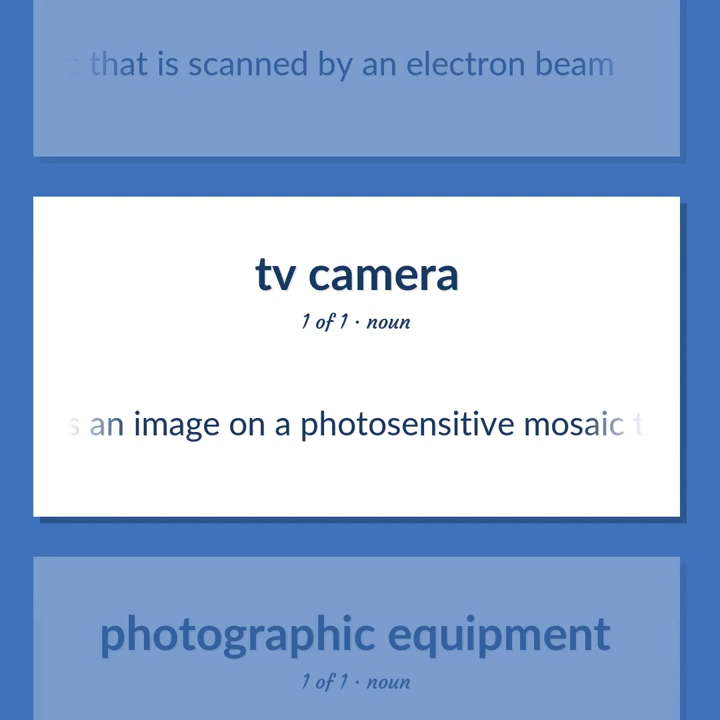 that is scanned by an electron beam
tv camera
1 of 1 · noun
s an image on a photosensitive mosaic t
photographic equipment
1 of 1 · noun